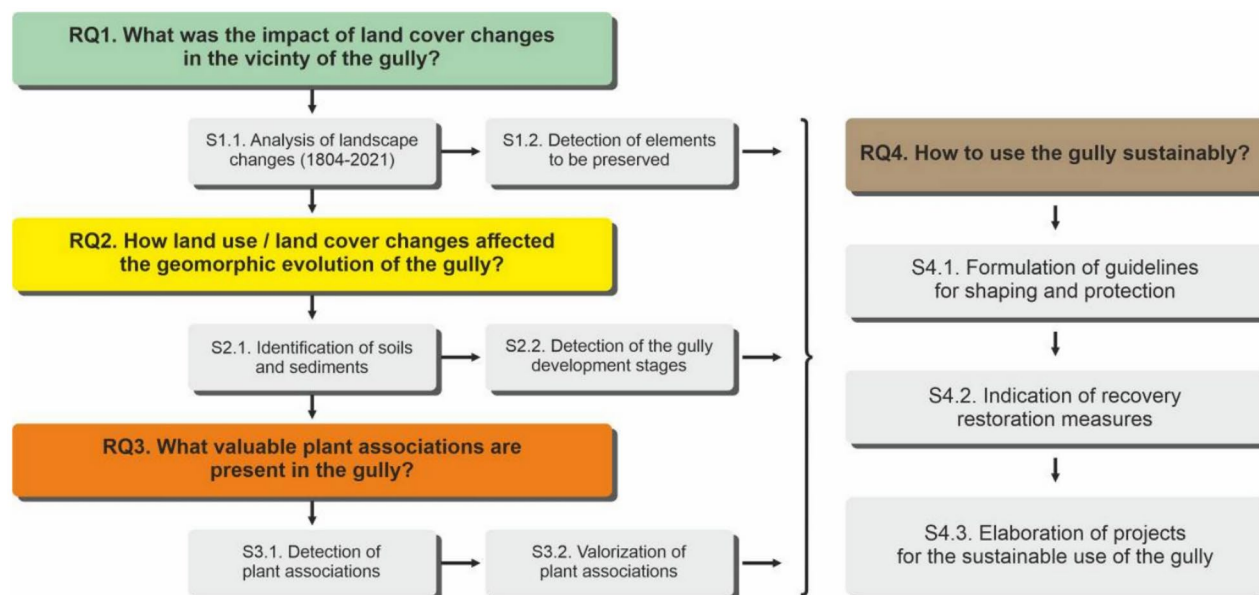 RQ1. What was the impact of land cover changes
in the vicinty of the gully?
S1.1. Analysis of landscape
changes (1804-2021)
S1.2. Detection of elements
to be preserved
RQ2. How land use / land cover changes affected
the geomorphic evolution of the gully?
S2.1. Identification of soils
and sediments
S2.2. Detection of the gully
development stages
RQ3. What valuable plant associations are
present in the gully?
S3.1. Detection of
plant associations
S3.2. Valorization of
plant associations
RQ4. How to use the gully sustainably?
S4.1. Formulation of guidelines
for shaping and protection
S4.2. Indication of recovery
restoration measures
S4.3. Elaboration of projects
for the sustainable use of the gully